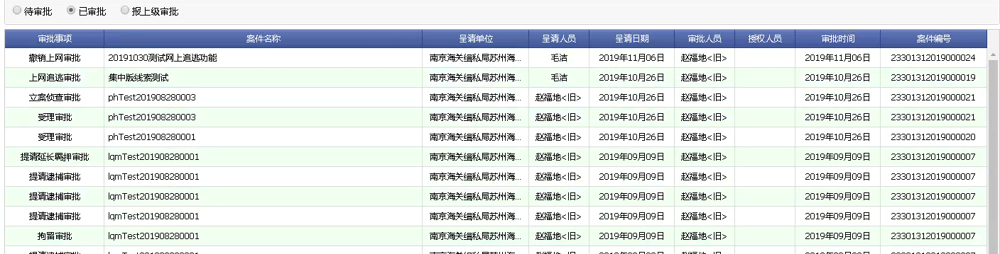 待审批 已审批 报上级审批
审批事项 案件名称 呈请单位 呈请人员 呈请日期 审批人员 授权人员 审批时间 案件编号
撤销上网审批 20191030测试网上追逃功能 南京海关缉私局苏州海... 毛洁 2019年11月06日 赵福地<旧> 2019年11月06日 2330131201900​0024
上网追逃审批 集中版线索测试 南京海关缉私局苏州海... 毛洁 2019年10月26日 赵福地<旧> 2019年10月26日 23301312019000019
立案侦查审批 phTest201908280003 南京海关缉私局苏州海... 赵福地<旧> 2019年10月26日 赵福地<旧> 2019年10月26日 23301312019000021
受理审批 phTest201908280003 南京海关缉私局苏州海... 赵福地<旧> 2019年10月26日 赵福地<旧> 2019年10月26日 23301312019000021
受理审批 phTest201908280001 南京海关缉私局苏州海... 赵福地<旧> 2019年10月26日 赵福地<旧> 2019年10月26日 23301312019000020
提请延长羁押审批 lqmTest201908280001 南京海关缉私局苏州海... 赵福地<旧> 2019年09月09日 赵福地<旧> 2019年09月09日 23301312019000007
提请逮捕审批 lqmTest201908280001 南京海关缉私局苏州海... 赵福地<旧> 2019年09月09日 赵福地<旧> 2019年09月09日 23301312019000007
提请逮捕审批 lqmTest201908280001 南京海关缉私局苏州海... 赵福地<旧> 2019年09月09日 赵福地<旧> 2019年09月09日 23301312019000007
提请逮捕审批 lqmTest201908280001 南京海关缉私局苏州海... 赵福地<旧> 2019年09月09日 赵福地<旧> 2019年09月09日 23301312019000007
拘留审批 lqmTest201908280001 南京海关缉私局苏州海... 赵福地<旧> 2019年09月09日 赵福地<旧> 2019年09月09日 23301312019000007